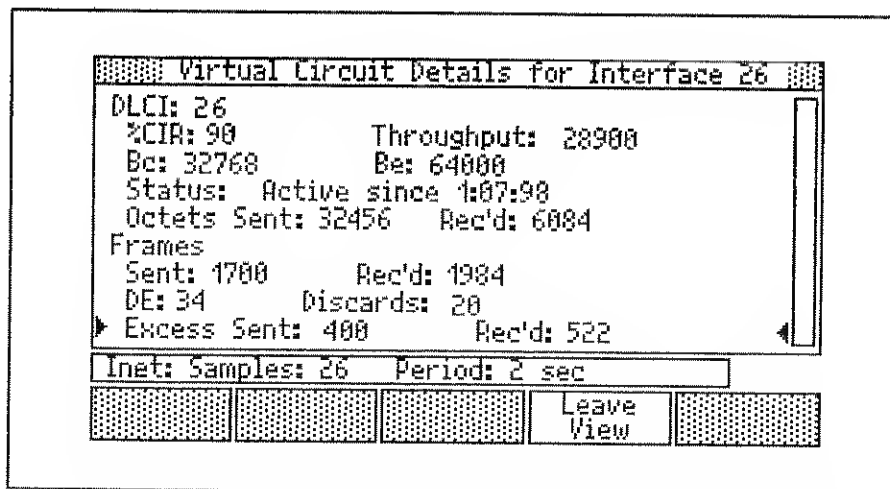 Virtual Circuit Details for Interface 26
DLCI: 26
%CIR: 90 Throughput: 28900
Bc: 32768 Be: 64000
Status: Active since 1:07:98
Octets Sent: 32456 Rec'd: 6084
Frames
Sent: 1700 Rec'd: 1984
DE: 34 Discards: 20
Excess Sent: 400 Rec'd: 522
Inet: Samples: 26 Period: 2 sec
Leave
View